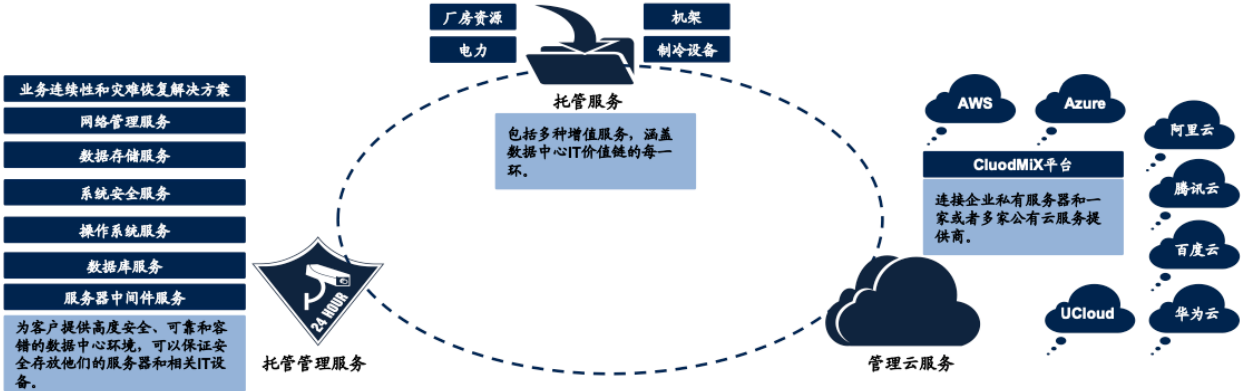 厂房资源
机架
电力
制冷设备
托管服务
包括多种增值服务，涵盖
数据中心IT价值链的每一
环。
业务连续性和灾难恢复解决方案
网络管理服务
数据存储服务
系统安全服务
操作系统服务
数据库服务
服务器中间件服务
为客户提供高度安全、可靠和容
错的数据中心环境，可以保证安
全存放他们的服务器和相关IT设
备。
24 HOUR
托管管理服务
AWS
Azure
阿里云
CluodMiX平台
连接企业私有服务器和一
家或者多家公有云服务提
供商。
腾讯云
百度云
UCloud
华为云
管理云服务